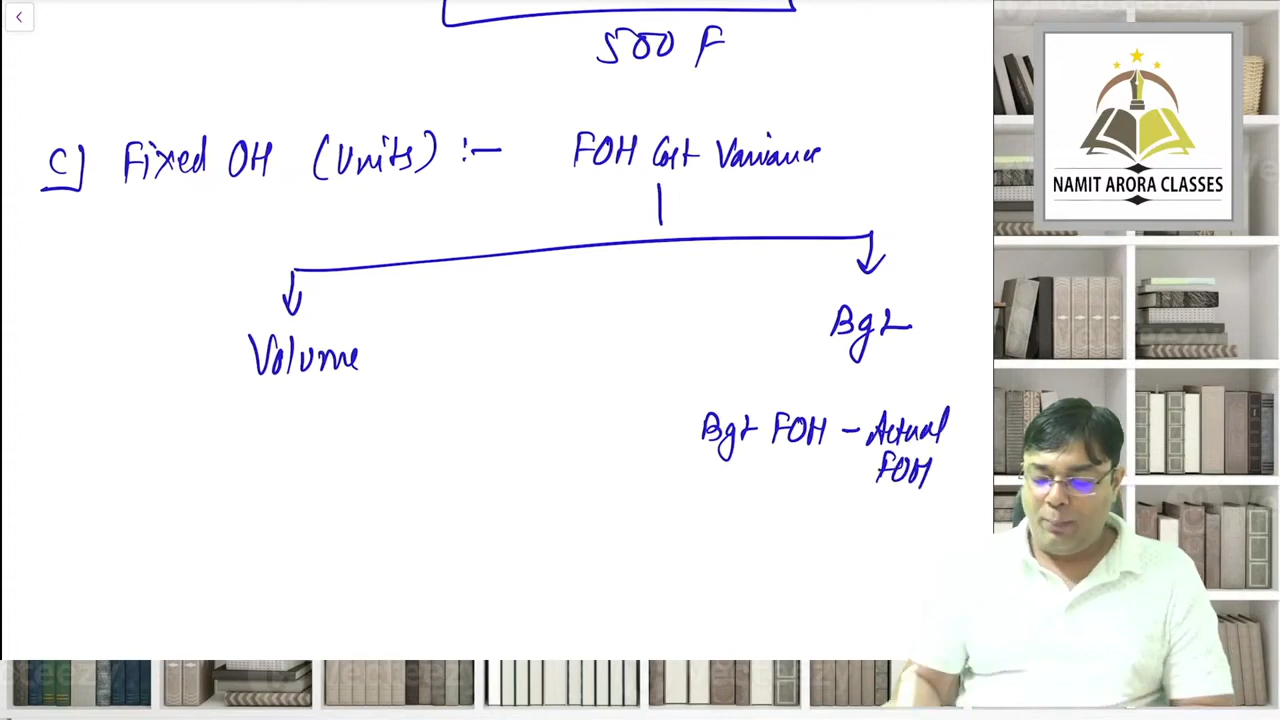 500 F
C] Fixed OH (Units) :- FOH Cost Variance
Volume
Bgt
Bgt FOH - Actual
FOH
NAMIT ARORA CLASSES